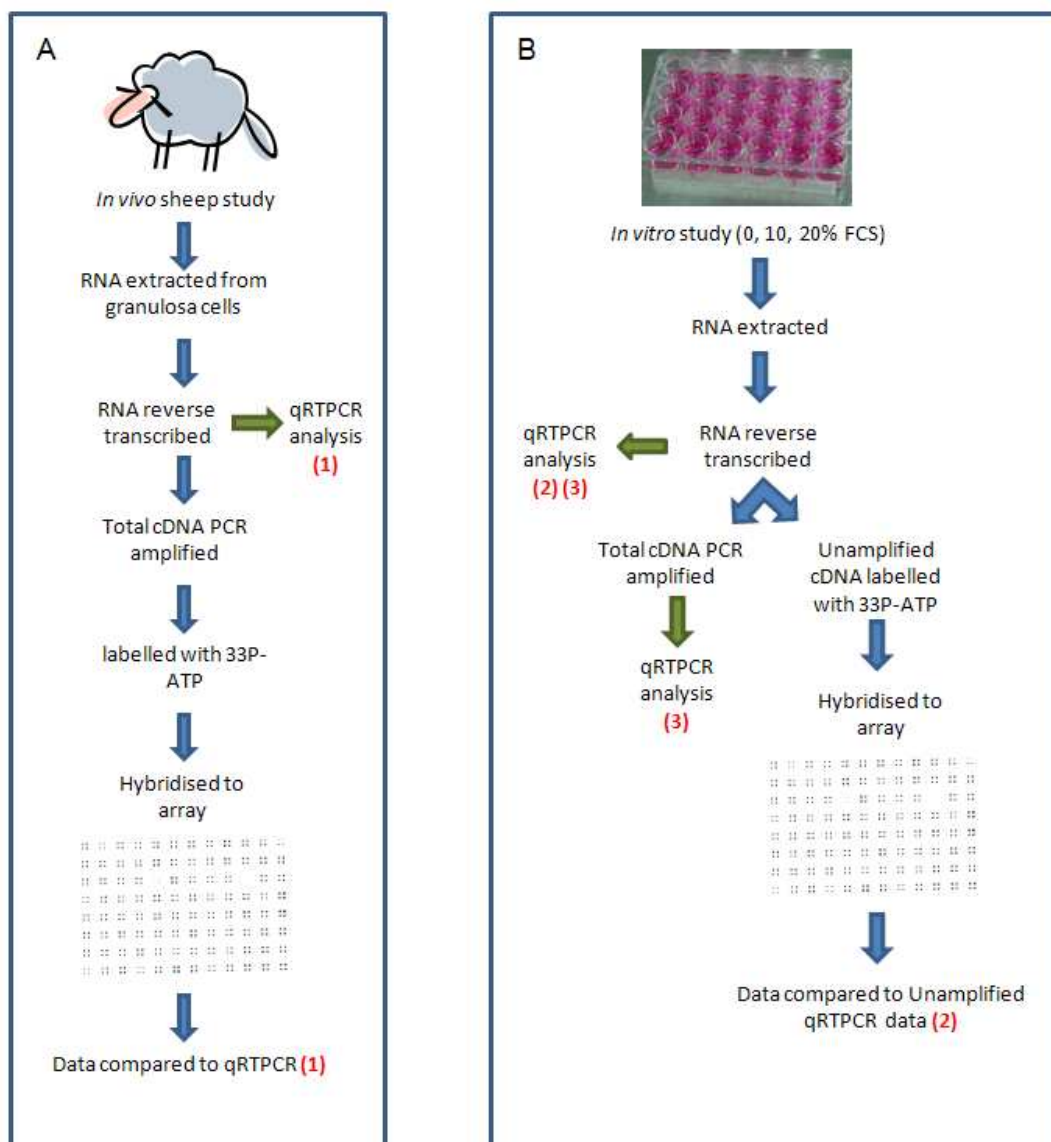 A
In vivo sheep study
RNA extracted from
granulosa cells
RNA reverse
transcribed
qRTPCR
analysis
(1)
Total cDNA PCR
amplified
labelled with 33P-
ATP
Hybridised to
array
Data compared to qRTPCR (1)
B
In vitro study (0, 10, 20% FCS)
RNA extracted
RNA reverse
transcribed
qRTPCR
analysis
(2) (3)
Total cDNA PCR
amplified
qRTPCR
analysis
(3)
Unamplified
cDNA labelled
with 33P-ATP
Hybridised to
array
Data compared to Unamplified
qRTPCR data (2)